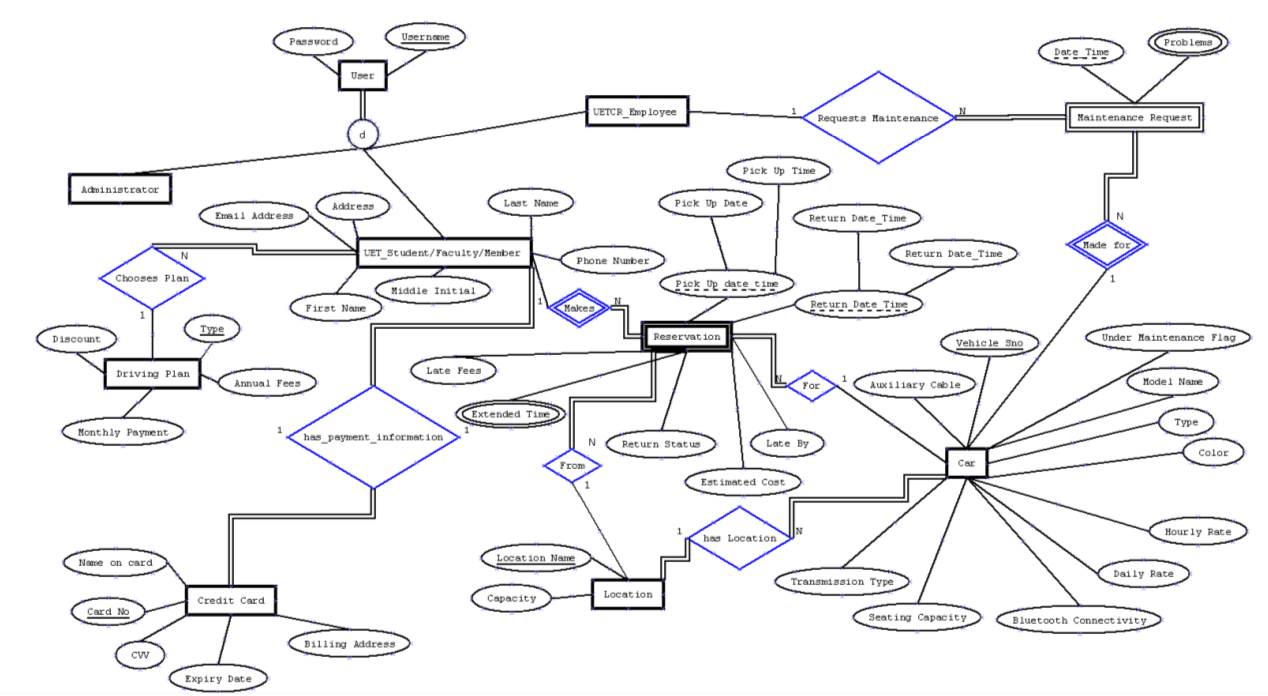 Password
Username
User
d
UETCR_Employee
1
Requests Maintenance
N
Date_Time
Problems
Maintenance Request
Administrator
Email Address
Address
Last Name
Pick Up Time
Pick Up Date
Return Date_Time
Return Date_Time
N
Made for
1
UET_Student/Faculty/Member
Phone Number
N
Chooses Plan
1
First Name
Middle Initial
Pick Up date_time
Return Date_Time
1
Makes
N
Reservation
Discount
Type
Driving Plan
Annual Fees
Monthly Payment
Late Fees
Extended Time
Return Status
Estimated Cost
Late By
N
For
1
Vehicle Sno
Auxiliary Cable
Under Maintenance Flag
Model Name
Type
Color
Car
1
has_payment_information
1
N
From
1
1
has Location
N
Hourly Rate
Daily Rate
Transmission Type
Seating Capacity
Bluetooth Connectivity
Location Name
Capacity
Location
Name on card
Card No
Credit Card
CVV
Expiry Date
Billing Address